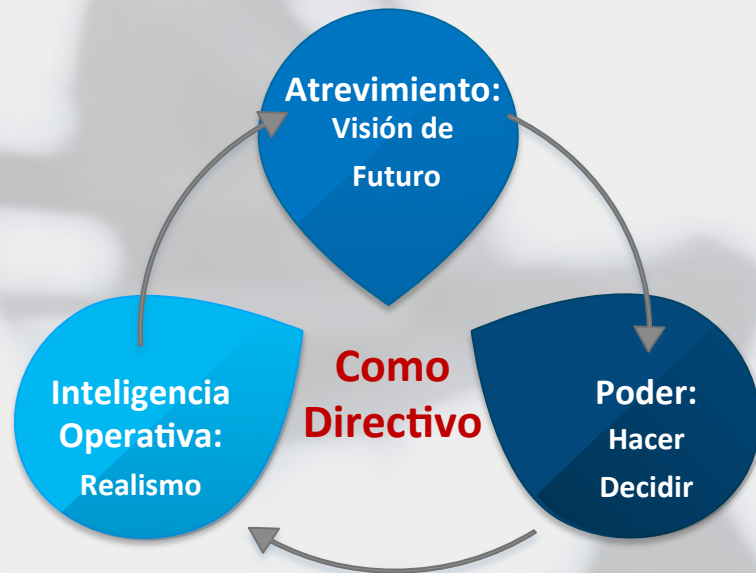 Atrevimiento:
Visión de
Futuro
Inteligencia
Operativa:
Realismo
Como
Directivo
Poder:
Hacer
Decidir